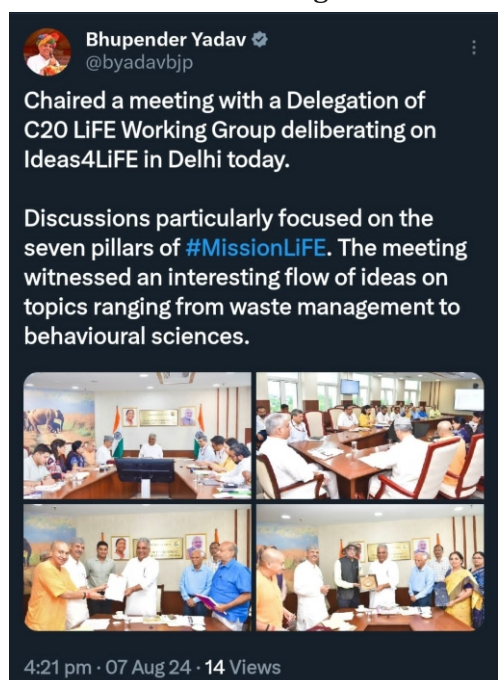 Bhupender Yadav
@byadavbjp
Chaired a meeting with a Delegation of
C20 LiFE Working Group deliberating on
Ideas4LiFE in Delhi today.
Discussions particularly focused on the
seven pillars of #MissionLiFE. The meeting
witnessed an interesting flow of ideas on
topics ranging from waste management to
behavioural sciences.
4:21 pm · 07 Aug 24 · 14 Views